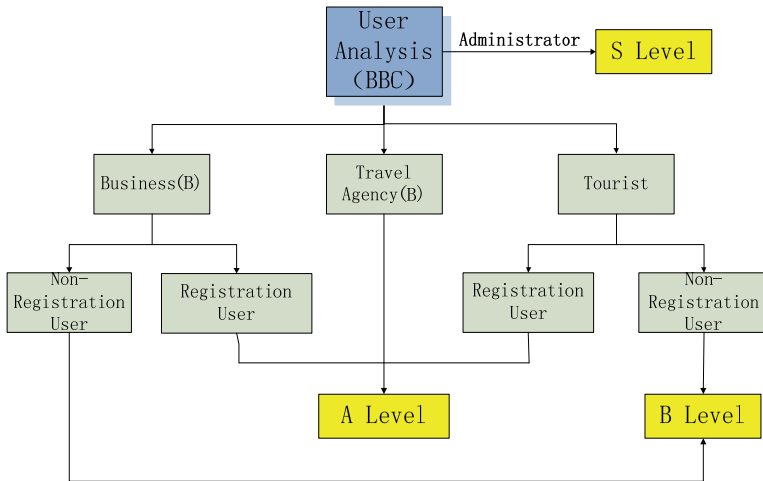 User
Analysis
(BBC)
Administrator
S Level
Business(B)
Travel
Agency(B)
Tourist
Non-
Registration
User
Registration
User
Registration
User
Non-
Registration
User
A Level
B Level